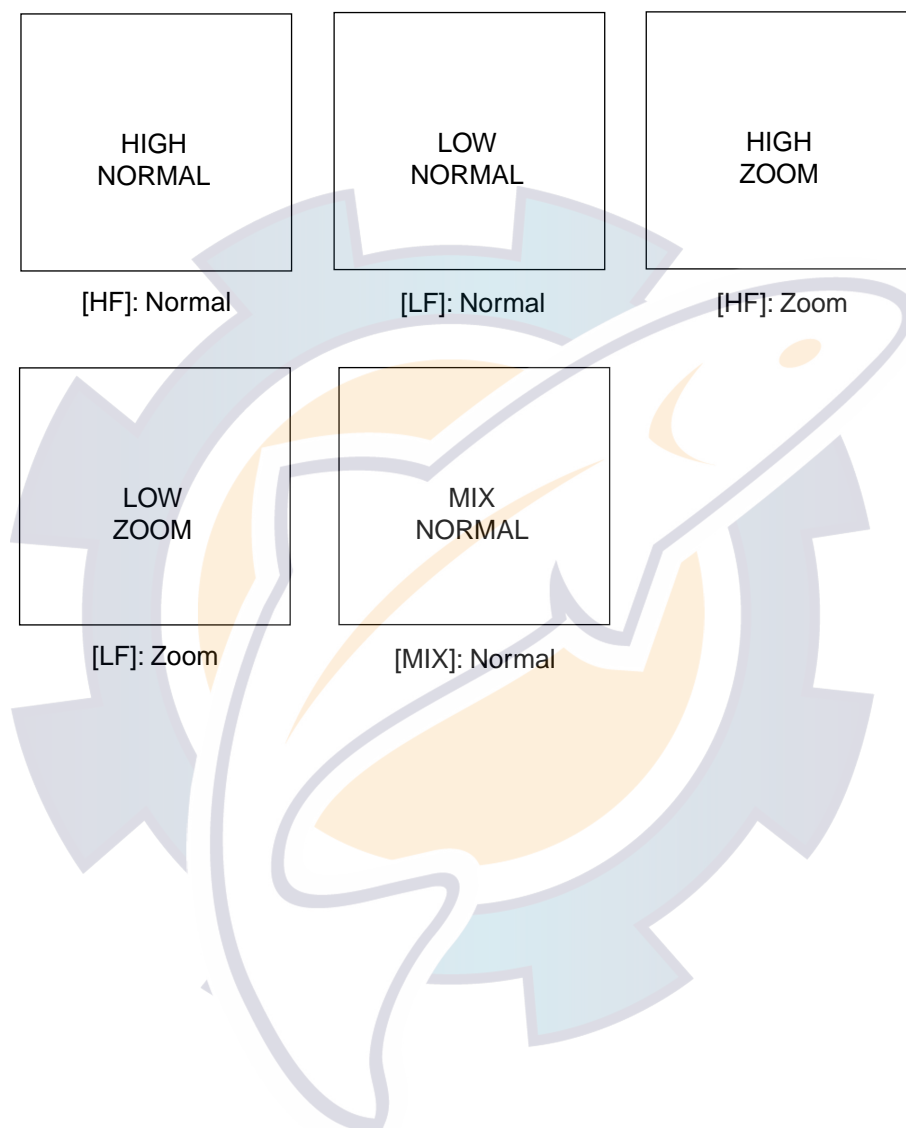 HIGH
NORMAL
LOW
NORMAL
HIGH
ZOOM
[HF]: Normal
[LF]: Normal
[HF]: Zoom
LOW
ZOOM
MIX
NORMAL
[LF]: Zoom
[MIX]: Normal